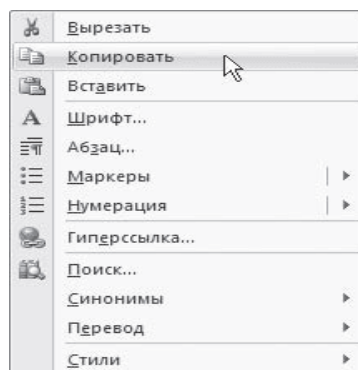 Вырезать
Копировать
Вставить
Шрифт...
Абзац...
Маркеры
Нумерация
Гиперссылка...
Поиск...
Синонимы
Перевод
Стили